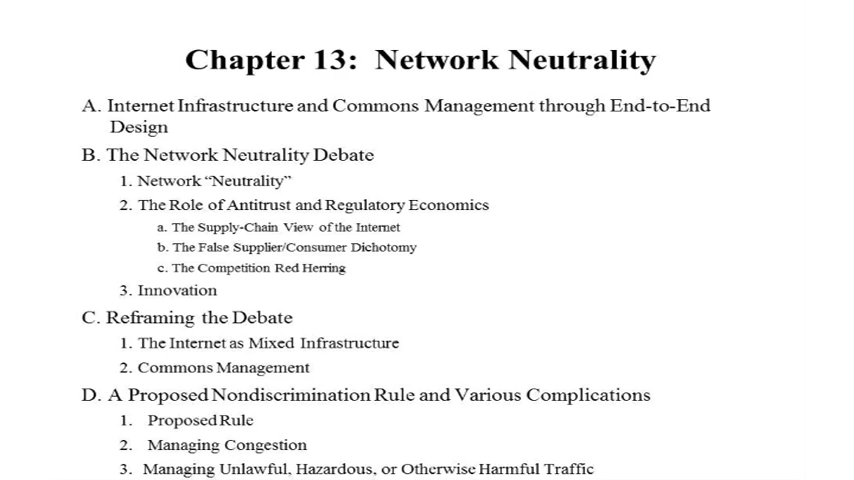 Chapter 13: Network Neutrality
A. Internet Infrastructure and Commons Management through End-to-End
Design
B. The Network Neutrality Debate
1. Network “Neutrality”
2. The Role of Antitrust and Regulatory Economics
a. The Supply-Chain View of the Internet
b. The False Supplier/Consumer Dichotomy
c. The Competition Red Herring
3. Innovation
C. Reframing the Debate
1. The Internet as Mixed Infrastructure
2. Commons Management
D. A Proposed Nondiscrimination Rule and Various Complications
1. Proposed Rule
2. Managing Congestion
3. Managing Unlawful, Hazardous, or Otherwise Harmful Traffic